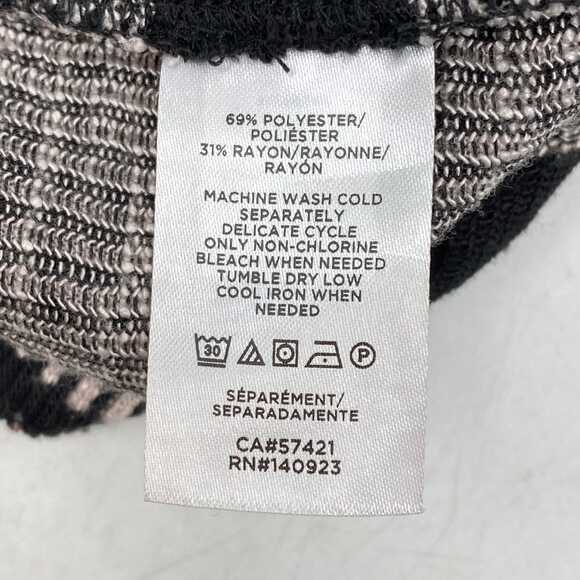 69% POLYESTER/
POLIÉSTER
31% RAYON/RAYONNE/
RAYÓN
MACHINE WASH COLD
SEPARATELY
DELICATE CYCLE
ONLY NON-CHLORINE
BLEACH WHEN NEEDED
TUMBLE DRY LOW
COOL IRON WHEN
NEEDED
30 P
SÉPARÉMENT/
SEPARADAMENTE
CA#57421
RN#140923